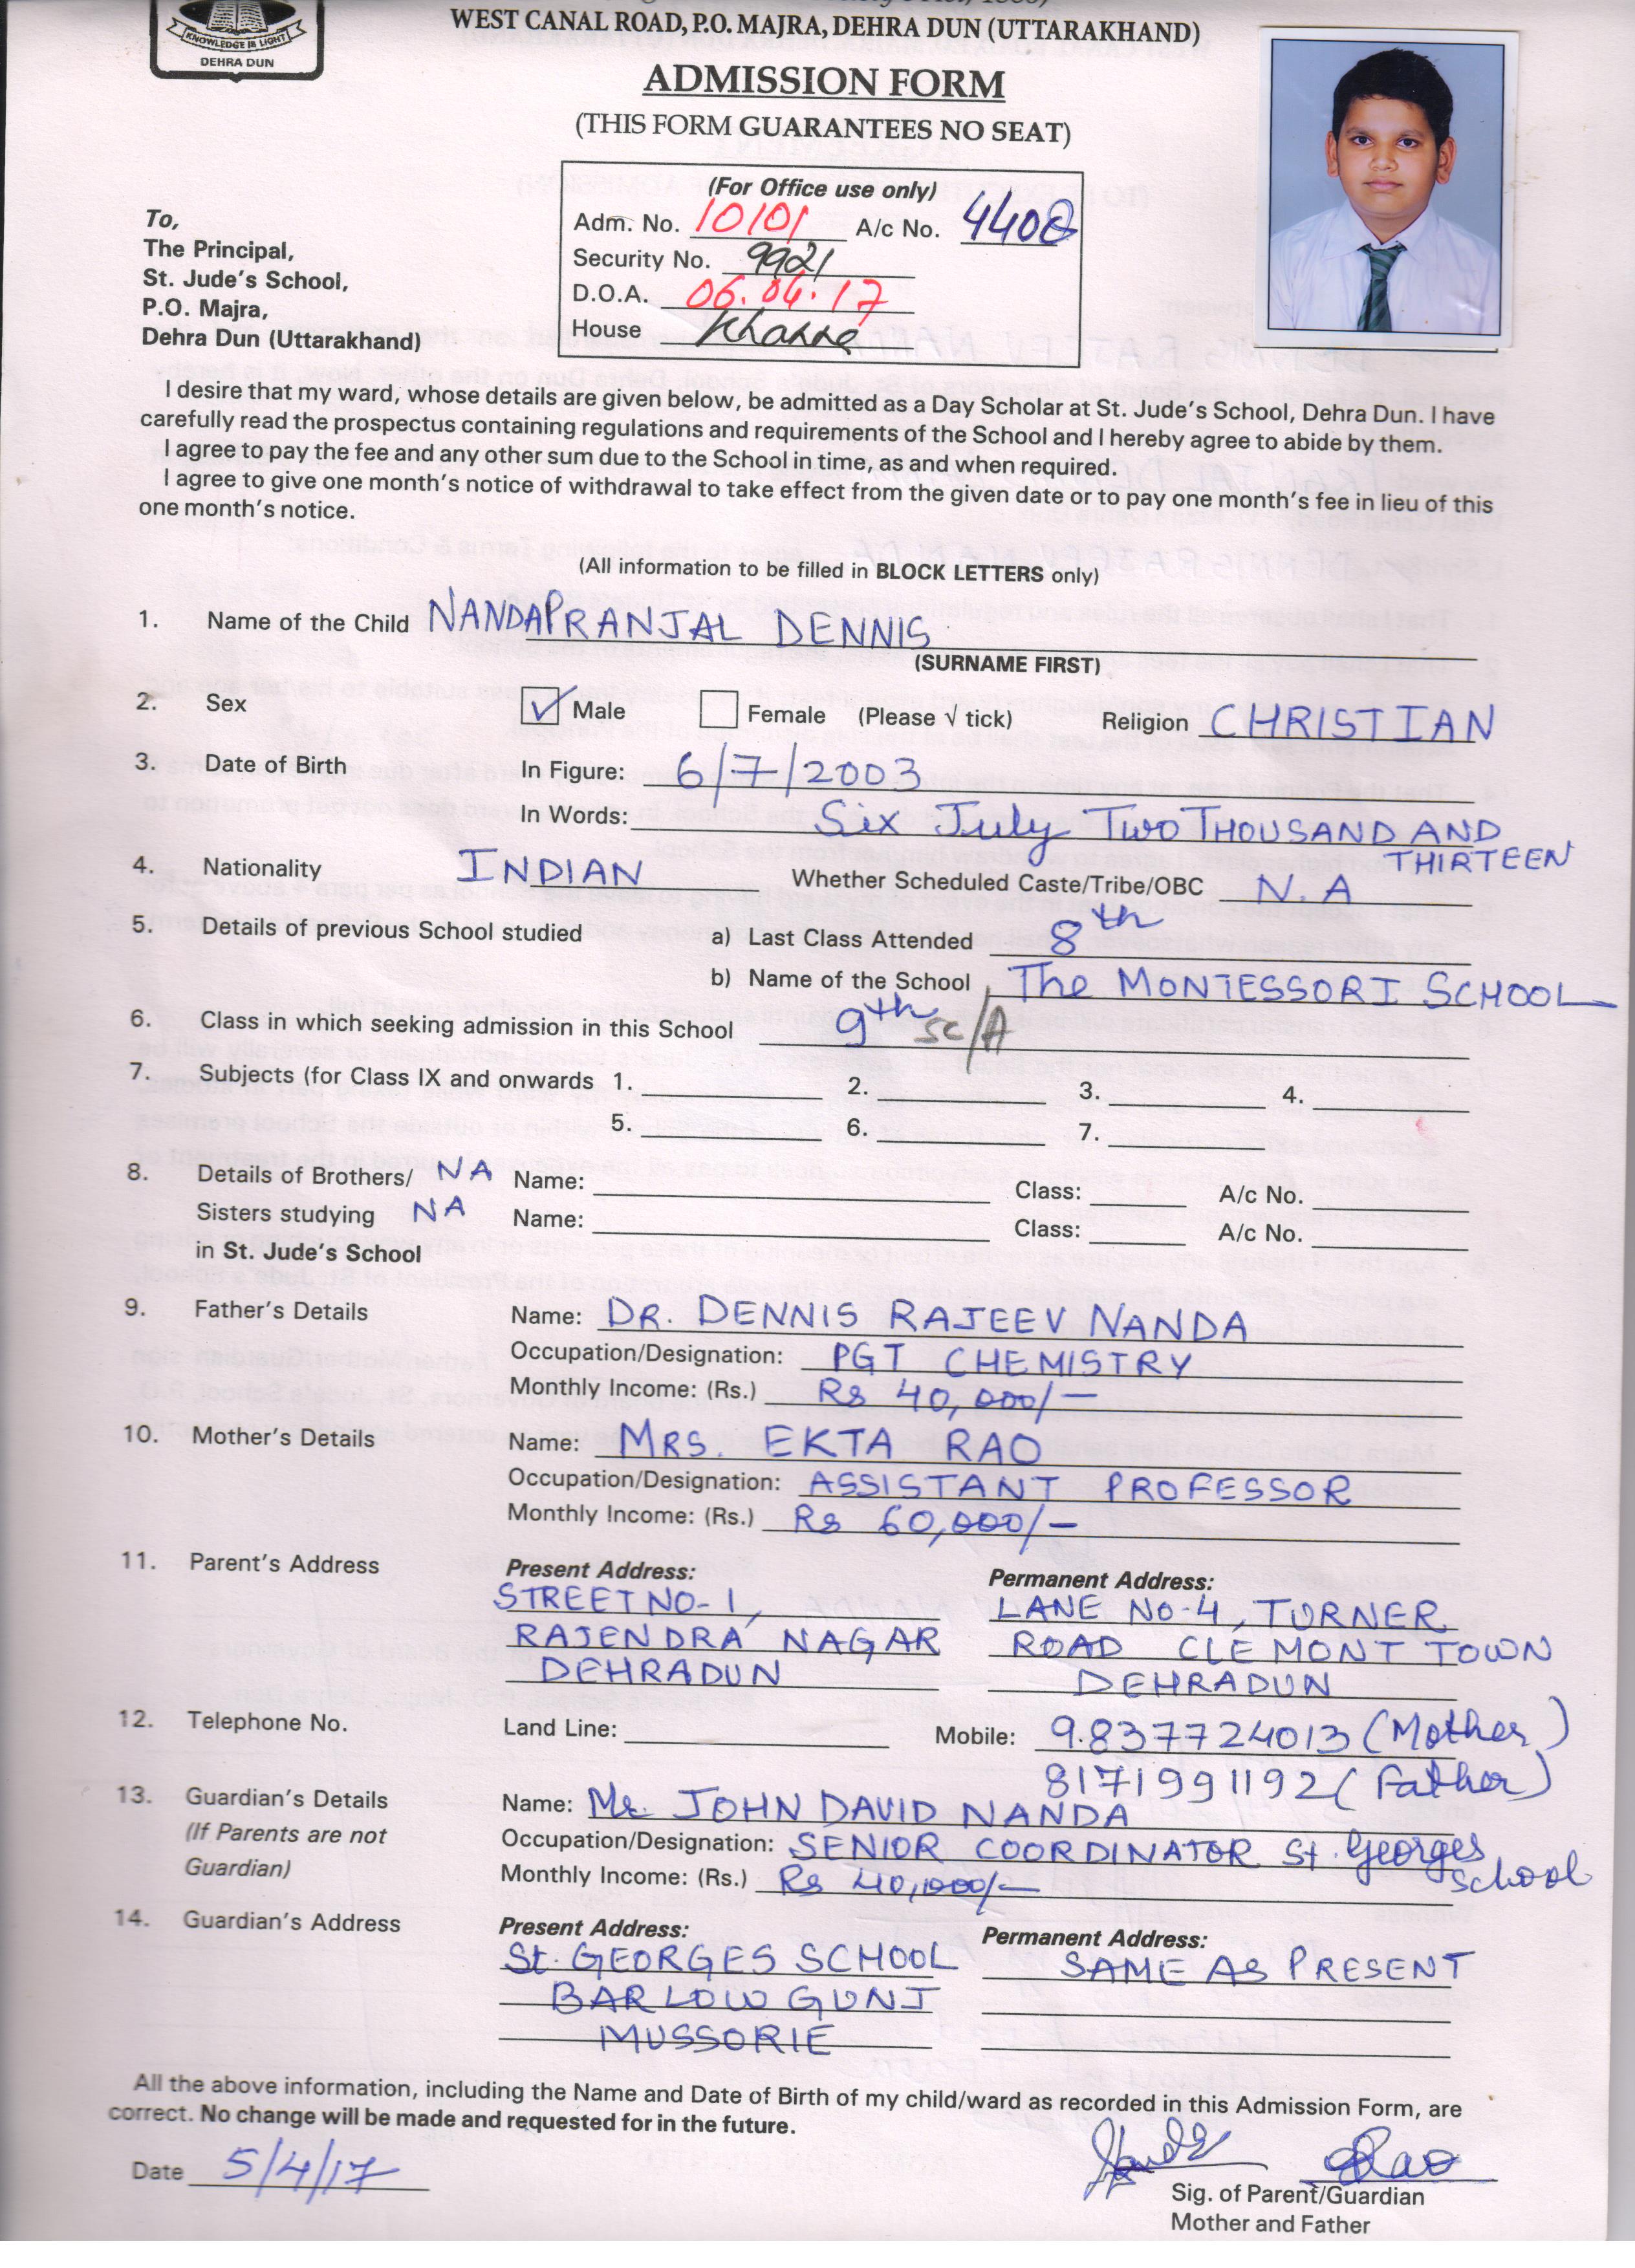 KNOWLEDGE IS LIGHT
DEHRA DUN
WEST CANAL ROAD, P.O. MAJRA, DEHRA DUN (UTTARAKHAND)
ADMISSION FORM
(THIS FORM GUARANTEES NO SEAT)
(For Office use only)
Adm. No. 10101 A/c No. 4408
Security No. 9921
D.O.A. 06.04.17
House Khanna
To,
The Principal,
St. Jude's School,
P.O. Majra,
Dehra Dun (Uttarakhand)
I desire that my ward, whose details are given below, be admitted as a Day Scholar at St. Jude's School, Dehra Dun. I have
carefully read the prospectus containing regulations and requirements of the School and I hereby agree to abide by them.
I agree to pay the fee and any other sum due to the School in time, as and when required.
I agree to give one month's notice of withdrawal to take effect from the given date or to pay one month's fee in lieu of this
one month's notice.
(All information to be filled in BLOCK LETTERS only)
1. Name of the Child NANDA PRANJAL DENNIS
(SURNAME FIRST)
2. Sex ✓ Male Female (Please √ tick) Religion CHRISTIAN
3. Date of Birth In Figure: 6/7/2003
In Words: Six July Two THOUSAND AND
THIRTEEN
4. Nationality INDIAN Whether Scheduled Caste/Tribe/OBC N.A
5. Details of previous School studied a) Last Class Attended 8th
b) Name of the School The MONTESSORI SCHOOL
6. Class in which seeking admission in this School 9th SC/A
7. Subjects (for Class IX and onwards 1. 2. 3. 4.
5. 6. 7.
8. Details of Brothers/ NA Name: Class: A/c No.
Sisters studying NA Name: Class: A/c No.
in St. Jude's School
9. Father's Details Name: DR. DENNIS RAJEEV NANDA
Occupation/Designation: PGT CHEMISTRY
Monthly Income: (Rs.) Rs 40,000/-
10. Mother's Details Name: MRS. EKTA RAO
Occupation/Designation: ASSISTANT PROFESSOR
Monthly Income: (Rs.) Rs 60,000/-
11. Parent's Address Present Address: Permanent Address:
STREET NO-1, LANE No-4, TURNER
RAJENDRA NAGAR ROAD CLEMONT TOWN
DEHRADUN DEHRADUN
12. Telephone No. Land Line: Mobile: 9837724013 (Mother)
8171991192 (Father)
13. Guardian's Details Name: Mr. JOHN DAVID NANDA
(If Parents are not Occupation/Designation: SENIOR COORDINATOR St. Georges
School
Guardian) Monthly Income: (Rs.) Rs 40,000/-
14. Guardian's Address Present Address: Permanent Address:
St. GEORGES SCHOOL SAME AS PRESENT
BARLOW GUNJ
MUSSORIE
All the above information, including the Name and Date of Birth of my child/ward as recorded in this Admission Form, are
correct. No change will be made and requested for in the future.
Date 5/4/17
Rao
Sig. of Parent/Guardian
Mother and Father